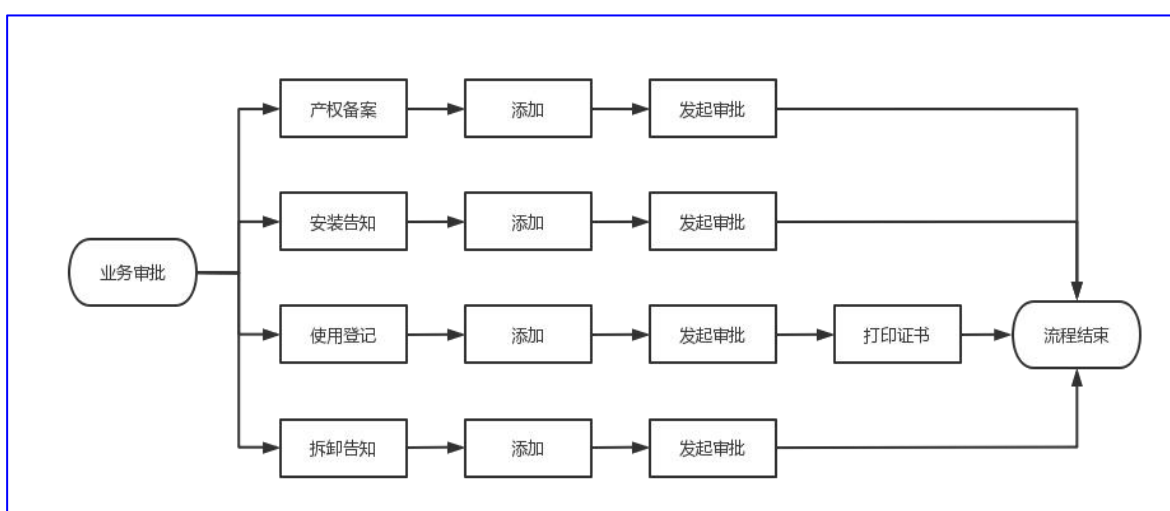 产权备案
添加
发起审批
安装告知
添加
发起审批
业务审批
使用登记
添加
发起审批
打印证书
流程结束
拆卸告知
添加
发起审批